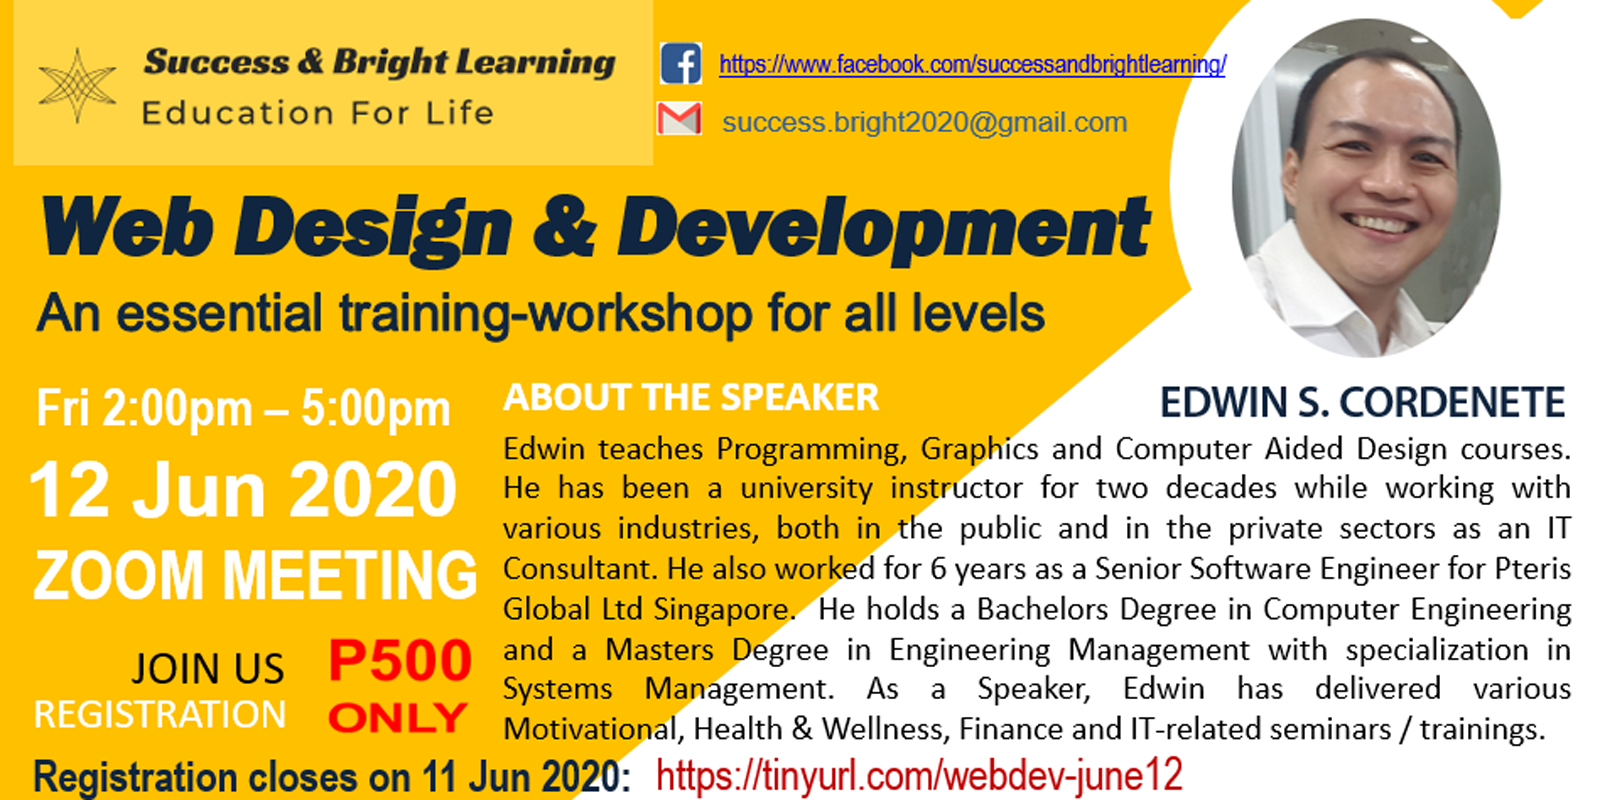 Success & Bright Learning
Education For Life
https://www.facebook.com/successandbrightlearning/
success.bright2020@gmail.com
Web Design & Development
An essential training-workshop for all levels
Fri 2:00pm – 5:00pm
12 Jun 2020
ZOOM MEETING
JOIN US
REGISTRATION
P500
ONLY
ABOUT THE SPEAKER
EDWIN S. CORDENETE
Edwin teaches Programming, Graphics and Computer Aided Design courses.
He has been a university instructor for two decades while working with
various industries, both in the public and in the private sectors as an IT
Consultant. He also worked for 6 years as a Senior Software Engineer for Pteris
Global Ltd Singapore. He holds a Bachelors Degree in Computer Engineering
and a Masters Degree in Engineering Management with specialization in
Systems Management. As a Speaker, Edwin has delivered various
Motivational, Health & Wellness, Finance and IT-related seminars / trainings.
Registration closes on 11 Jun 2020: https://tinyurl.com/webdev-june12